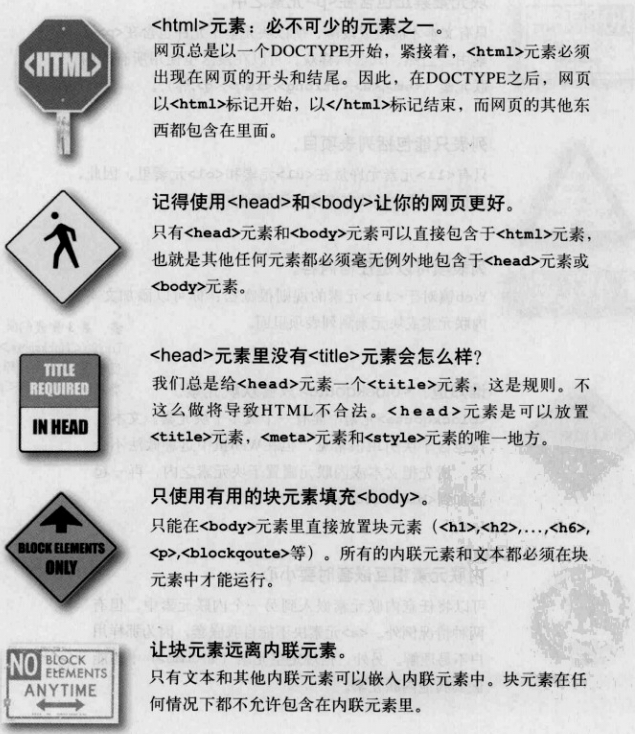 <html>元素：必不可少的元素之一。
<HTML>
网页总是以一个DOCTYPE开始，紧接着，<html>元素必须
出现在网页的开头和结尾。因此，在DOCTYPE之后，网页
以<html>标记开始，以</html>标记结束，而网页的其他东
西都包含在里面。
记得使用<head>和<body>让你的网页更好。
只有<head>元素和<body>元素可以直接包含于<html>元素，
也就是其他任何元素都必须毫无例外地包含于<head>元素或
<body>元素。
<head>元素里没有<title>元素会怎么样?
TITLE
REQUIRED
IN HEAD
我们总是给<head>元素一个<title>元素，这是规则。不
这么做将导致HTML不合法。<head>元素是可以放置
<title>元素，<meta>元素和<style>元素的唯一地方。
只使用有用的块元素填充<body>。
BLOCK ELEMENTS
ONLY
只能在<body>元素里直接放置块元素（<h1>,<h2>,...,<h6>,
<p>,<blockqoute>等）。所有的内联元素和文本都必须在块
元素中才能运行。
让块元素远离内联元素。
NO BLOCK
ELEMENTS
ANYTIME
只有文本和其他内联元素可以嵌入内联元素中。块元素在任
何情况下都不允许包含在内联元素里。